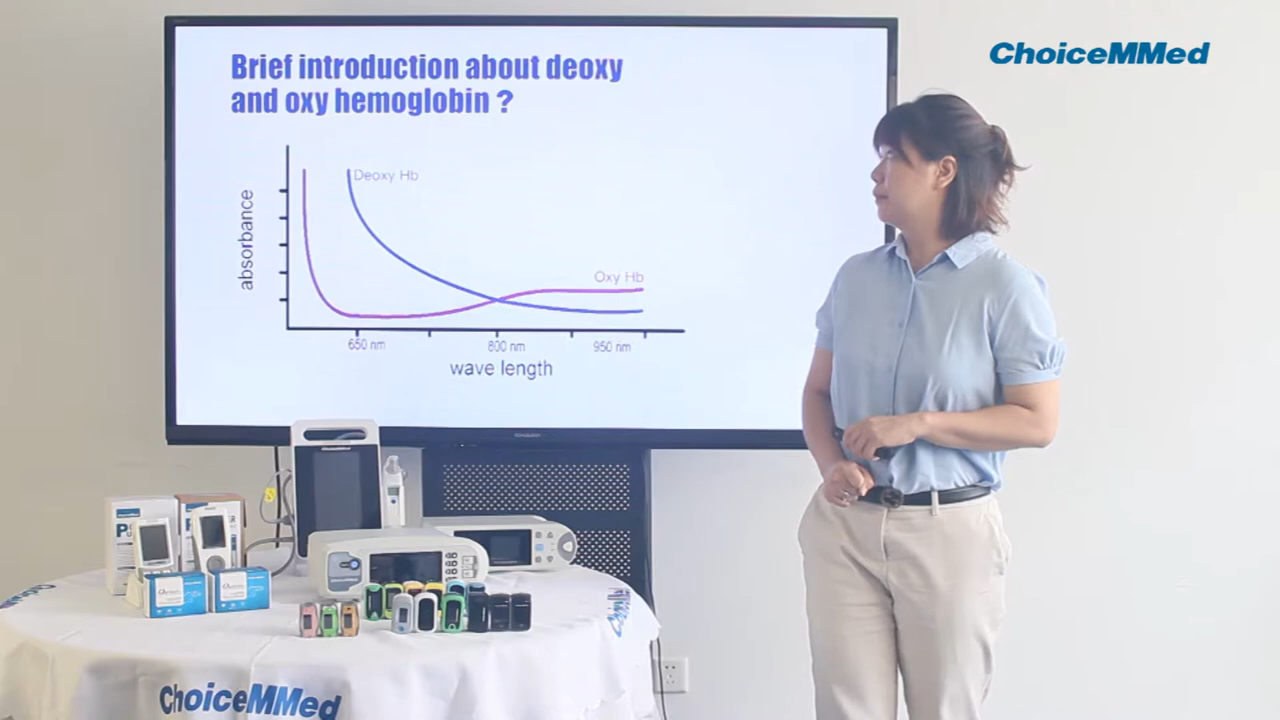 ChoiceMMed
Brief introduction about deoxy
and oxy hemoglobin ?
Deoxy Hb
absorbance
Oxy Hb
650 nm
800 nm
950 nm
wave length
ChoiceMMed